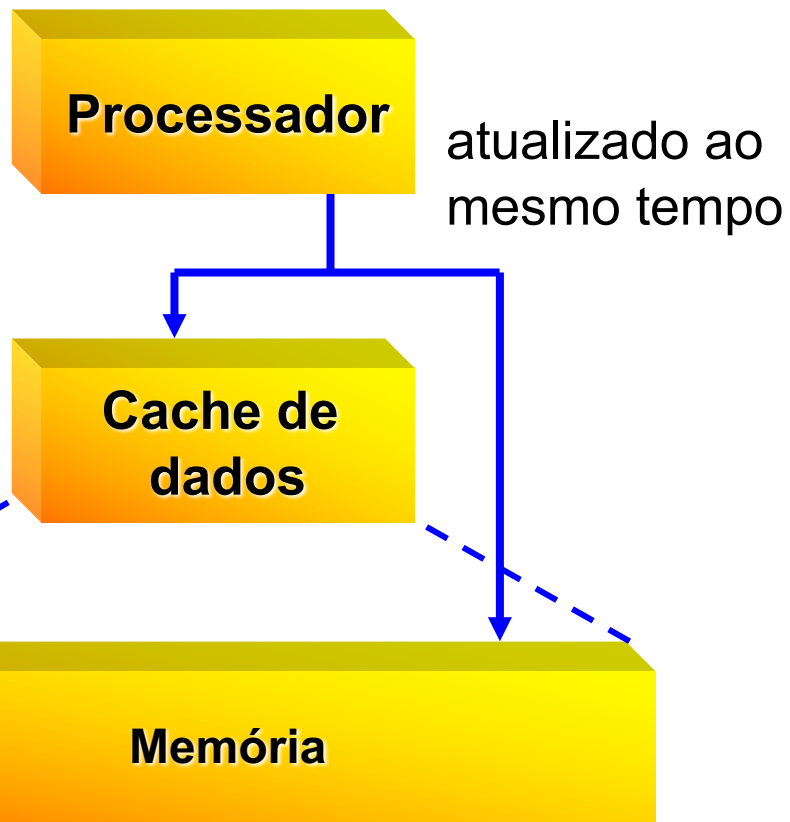 Processador
atualizado ao
mesmo tempo
Cache de
dados
Memória